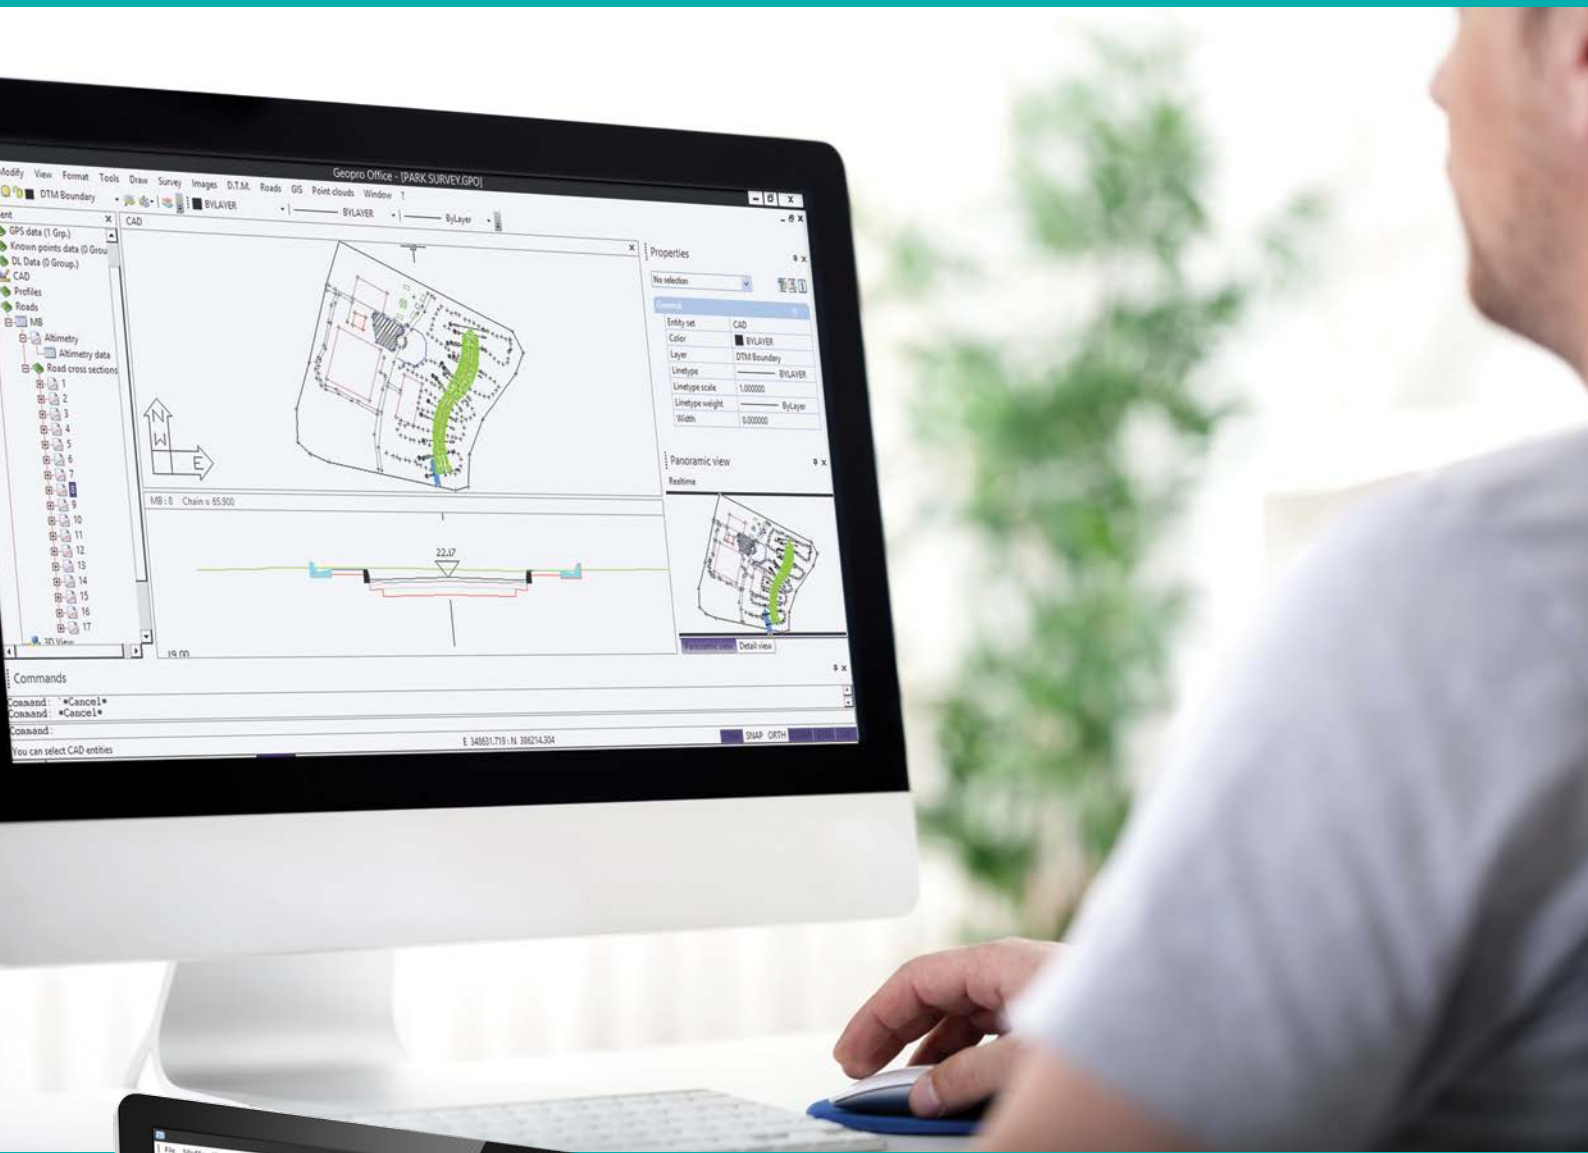 Geopro Office - [PARK SURVEY.GPO]
Modify View Format Tools Draw Survey Images D.T.M. Roads GIS Point clouds Window ?
DTM Boundary BYLAYER BYLAYER ByLayer
CAD
GPS data (1 Grp.)
Known points data (0 Grou
DL Data (0 Group.)
CAD
Profiles
Roads
MB
Altimetry
Altimetry data
Road cross sections
1
2
3
4
5
6
7
8
9
10
11
12
13
14
15
16
17
3D View
N
W
E
MB : 8 Chain = 65.900
22.17
19.00
Properties
No selection
General
Entity set CAD
Color BYLAYER
Layer DTM Boundary
Linetype BYLAYER
Linetype scale 1.000000
Linetype weight ByLayer
Width 0.000000
Panoramic view
Realtime
Panoramic view Detail view
Commands
Command: `*Cancel*
Command: *Cancel*
Command:
You can select CAD entities
E 348631.719 : N 386214.304
SNAP ORTH
File